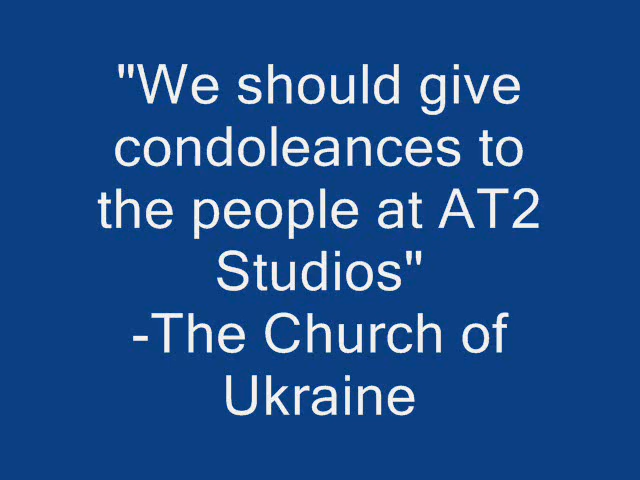 "We should give
condoleances to
the people at AT2
Studios"
-The Church of
Ukraine